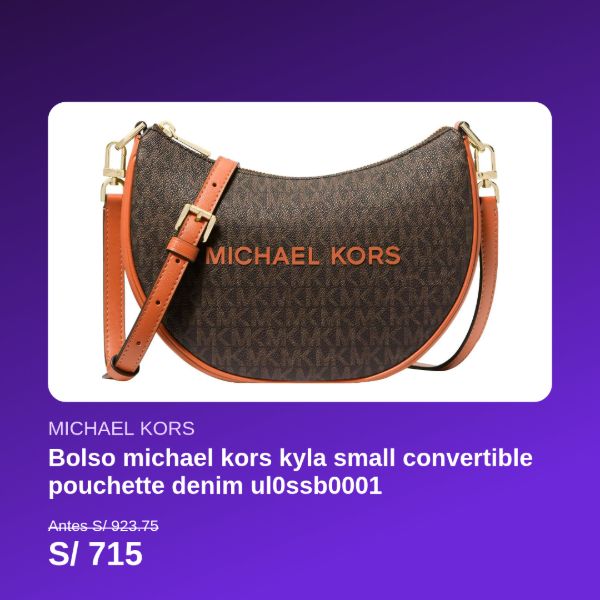 MICHAEL KORS
MICHAEL KORS
Bolso michael kors kyla small convertible
pouchette denim ul0ssb0001
Antes S/ 923.75
S/ 715